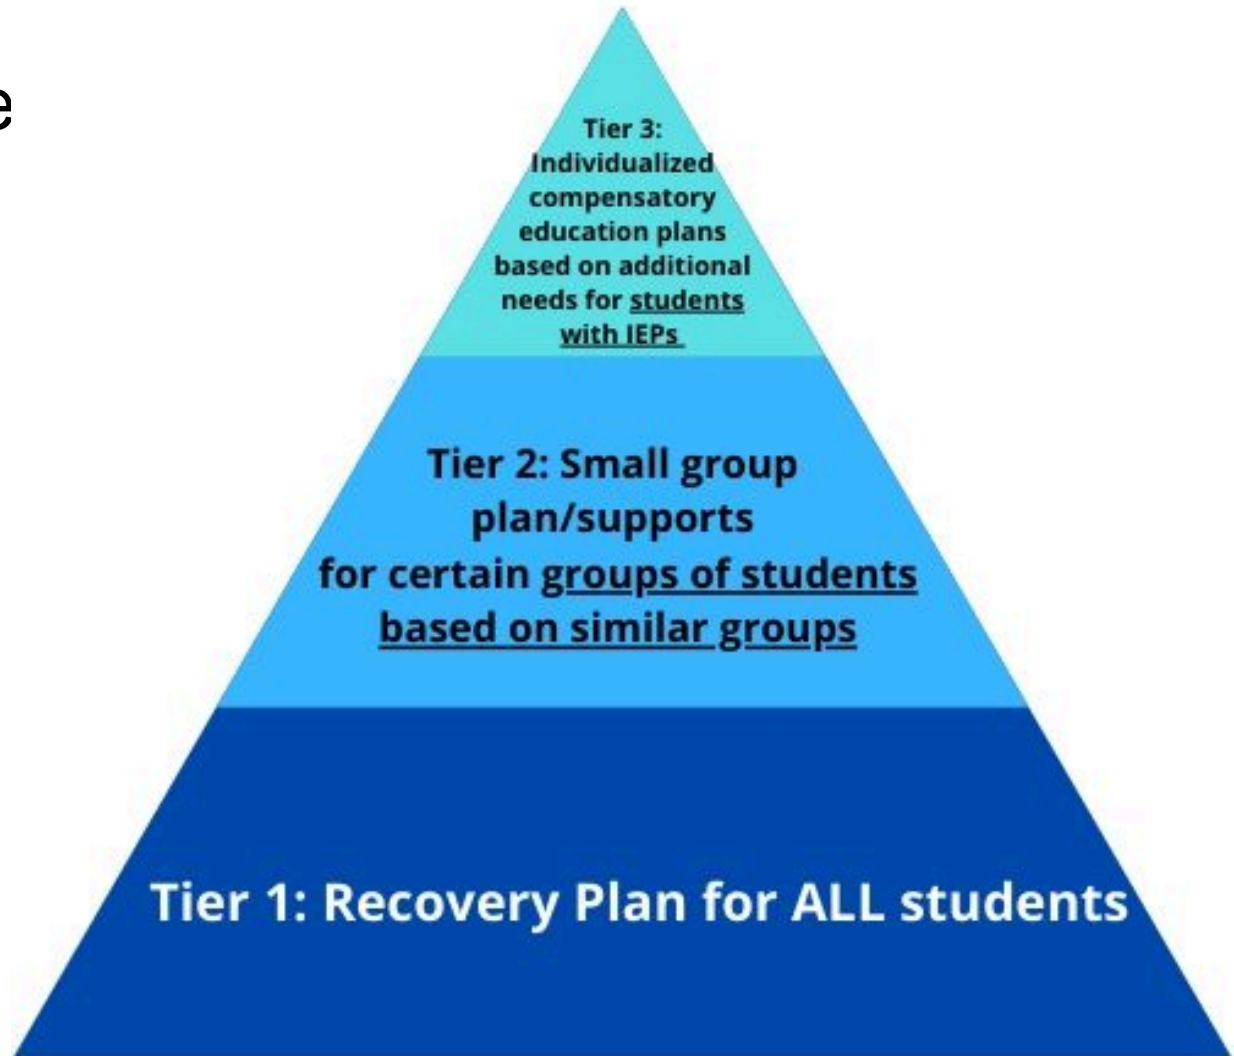 e
Tier 3:
Individualized
compensatory
education plans
based on additional
needs for students
with IEPs
Tier 2: Small group
plan/supports
for certain groups of students
based on similar groups
Tier 1: Recovery Plan for ALL students